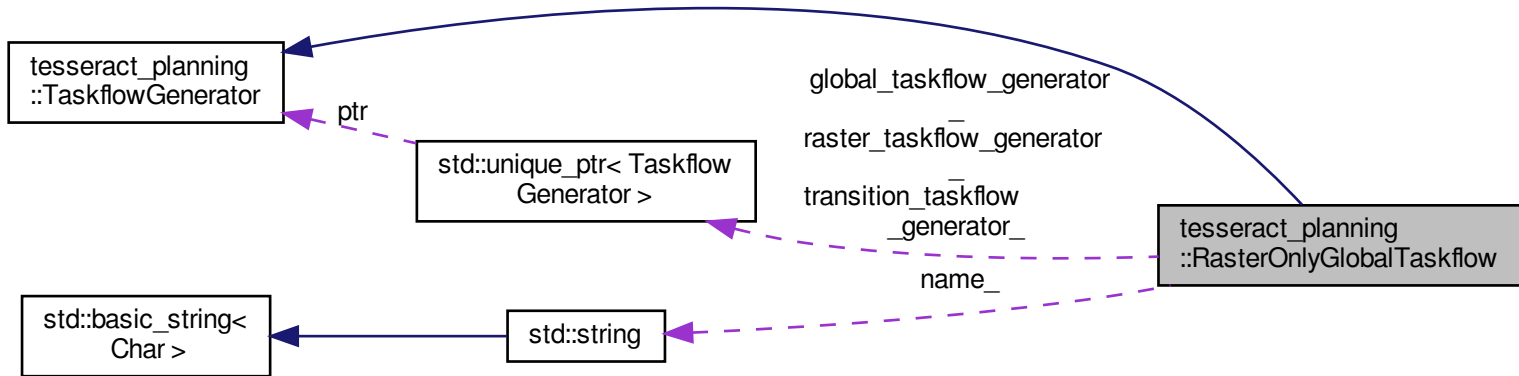 tesseract_planning
::TaskflowGenerator
ptr
std::unique_ptr< Taskflow
Generator >
global_taskflow_generator
_
raster_taskflow_generator
_
transition_taskflow
_generator_
tesseract_planning
::RasterOnlyGlobalTaskflow
name_
std::basic_string<
Char >
std::string